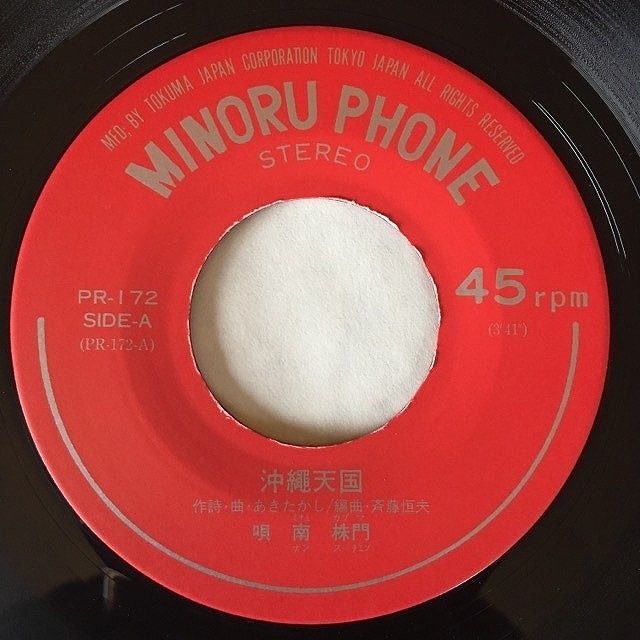 MFD. BY TOKUMA JAPAN CORPORATION TOKYO JAPAN ALL RIGHTS RESERVED
MINORU PHONE
STEREO
PR-172
SIDE-A
(PR-172-A)
45 rpm
(3'41")
沖繩天国
作詩・曲・あきたかし/編曲・斉藤恒夫
唄 南 株門